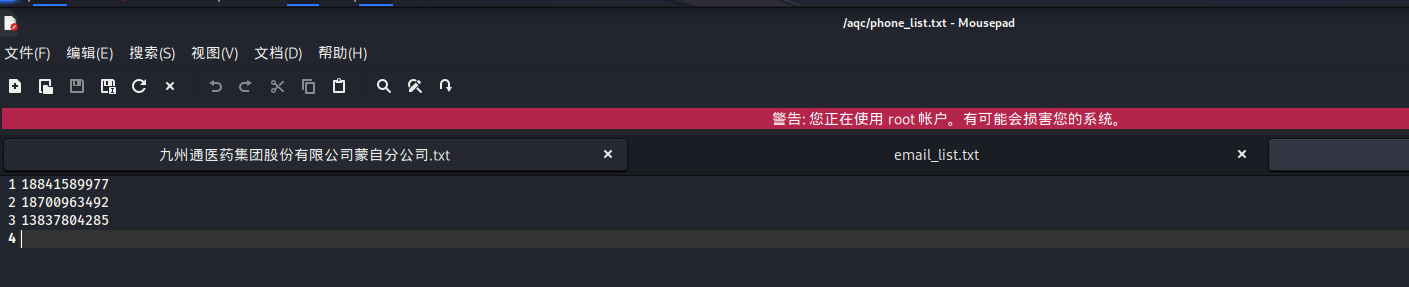 /aqc/phone_list.txt - Mousepad
文件(F) 编辑(E) 搜索(S) 视图(V) 文档(D) 帮助(H)
警告: 您正在使用 root 帐户。有可能会损害您的系统。
九州通医药集团股份有限公司蒙自分公司.txt × email_list.txt ×
1 18841589977
2 18700963492
3 13837804285
4